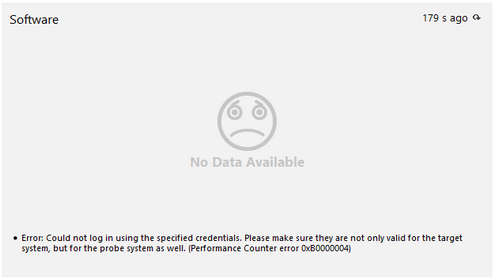 Software
179 s ago
No Data Available
• Error: Could not log in using the specified credentials. Please make sure they are not only valid for the target
system, but for the probe system as well. (Performance Counter error 0xB0000004)